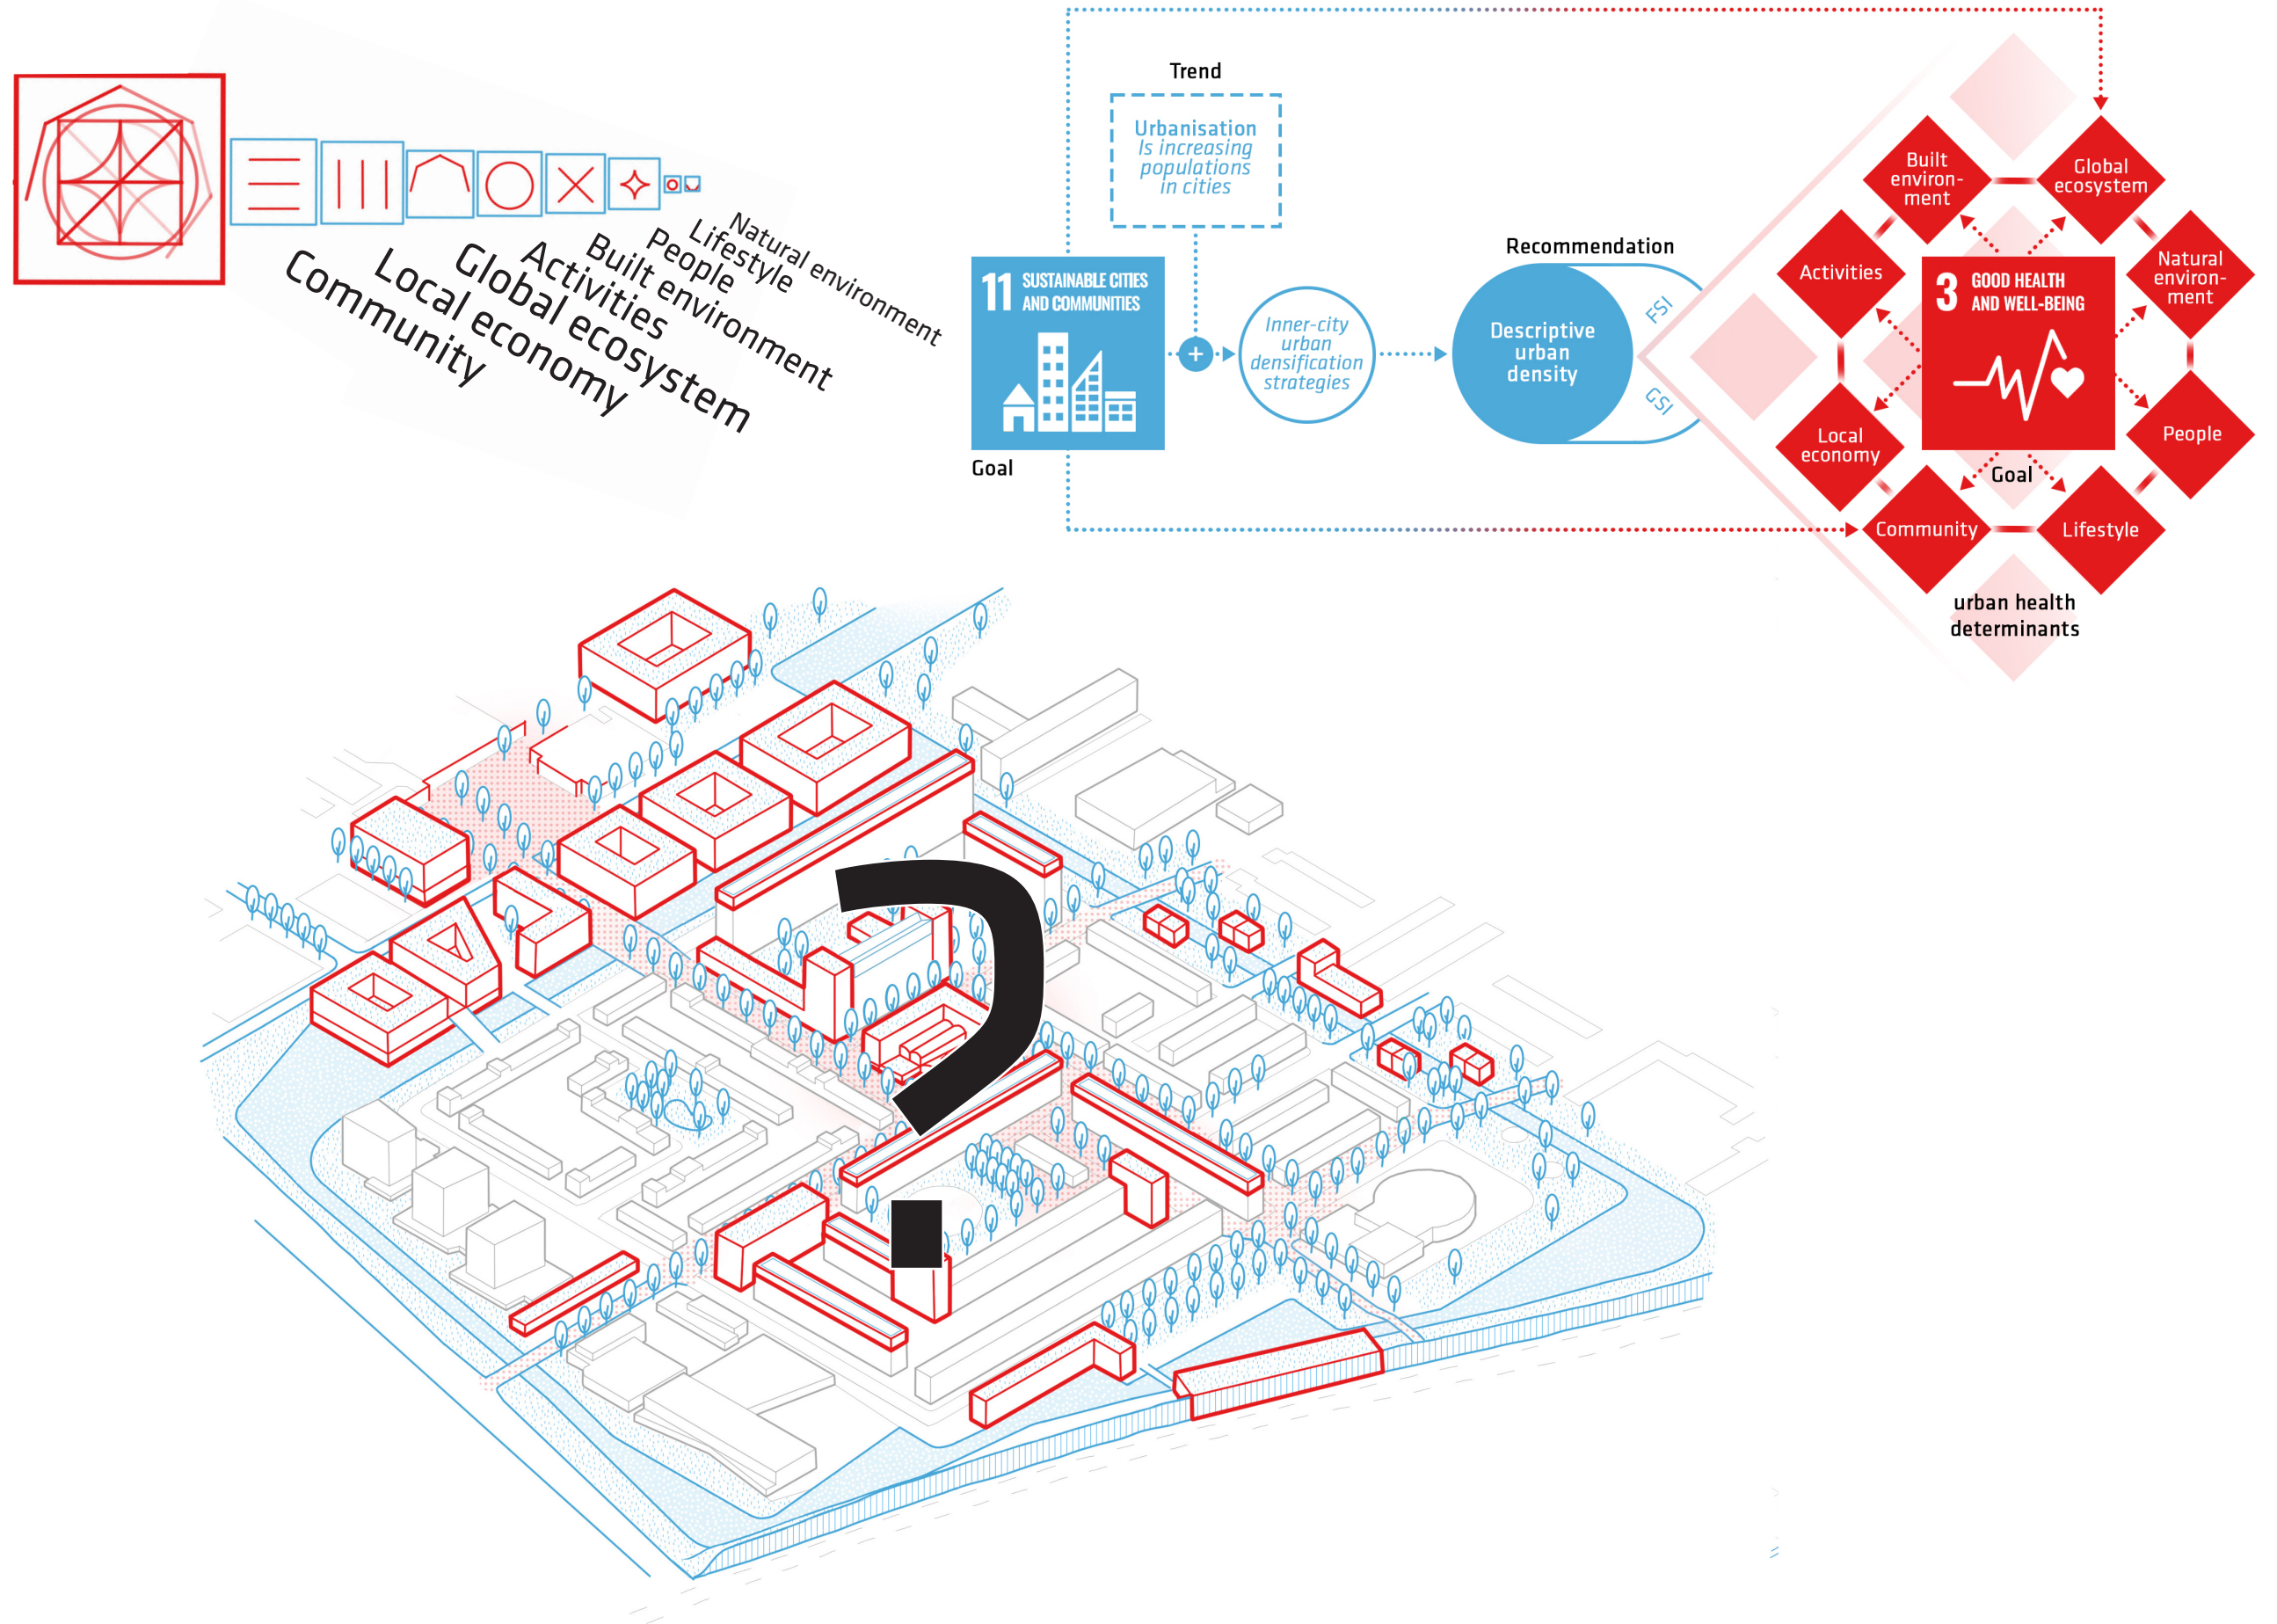 Community
Local economy
Global ecosystem
Activities
Built environment
People
Lifestyle
Natural environment
Trend
Urbanisation
Is increasing
populations
in cities
11 SUSTAINABLE CITIES
AND COMMUNITIES
Goal
+
Inner-city
urban
densification
strategies
Recommendation
Descriptive
urban
density
FSI
GSI
Built
environ-
ment
Global
ecosystem
Activities
Natural
environ-
ment
3 GOOD HEALTH
AND WELL-BEING
Goal
Local
economy
People
Community
Lifestyle
urban health
determinants
?